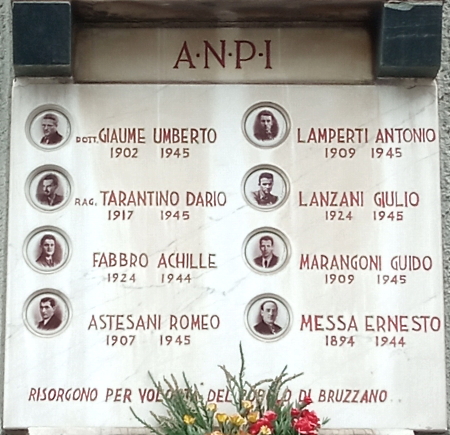 A·N·P·I
DOTT. GIAUME UMBERTO
1902 1945
RAG. TARANTINO DARIO
1917 1945
FABBRO ACHILLE
1924 1944
ASTESANI ROMEO
1907 1945
LAMPERTI ANTONIO
1909 1945
LANZANI GIULIO
1924 1945
MARANGONI GUIDO
1909 1945
MESSA ERNESTO
1894 1944
RISORGONO PER VOLONTA DEL POPOLO DI BRUZZANO